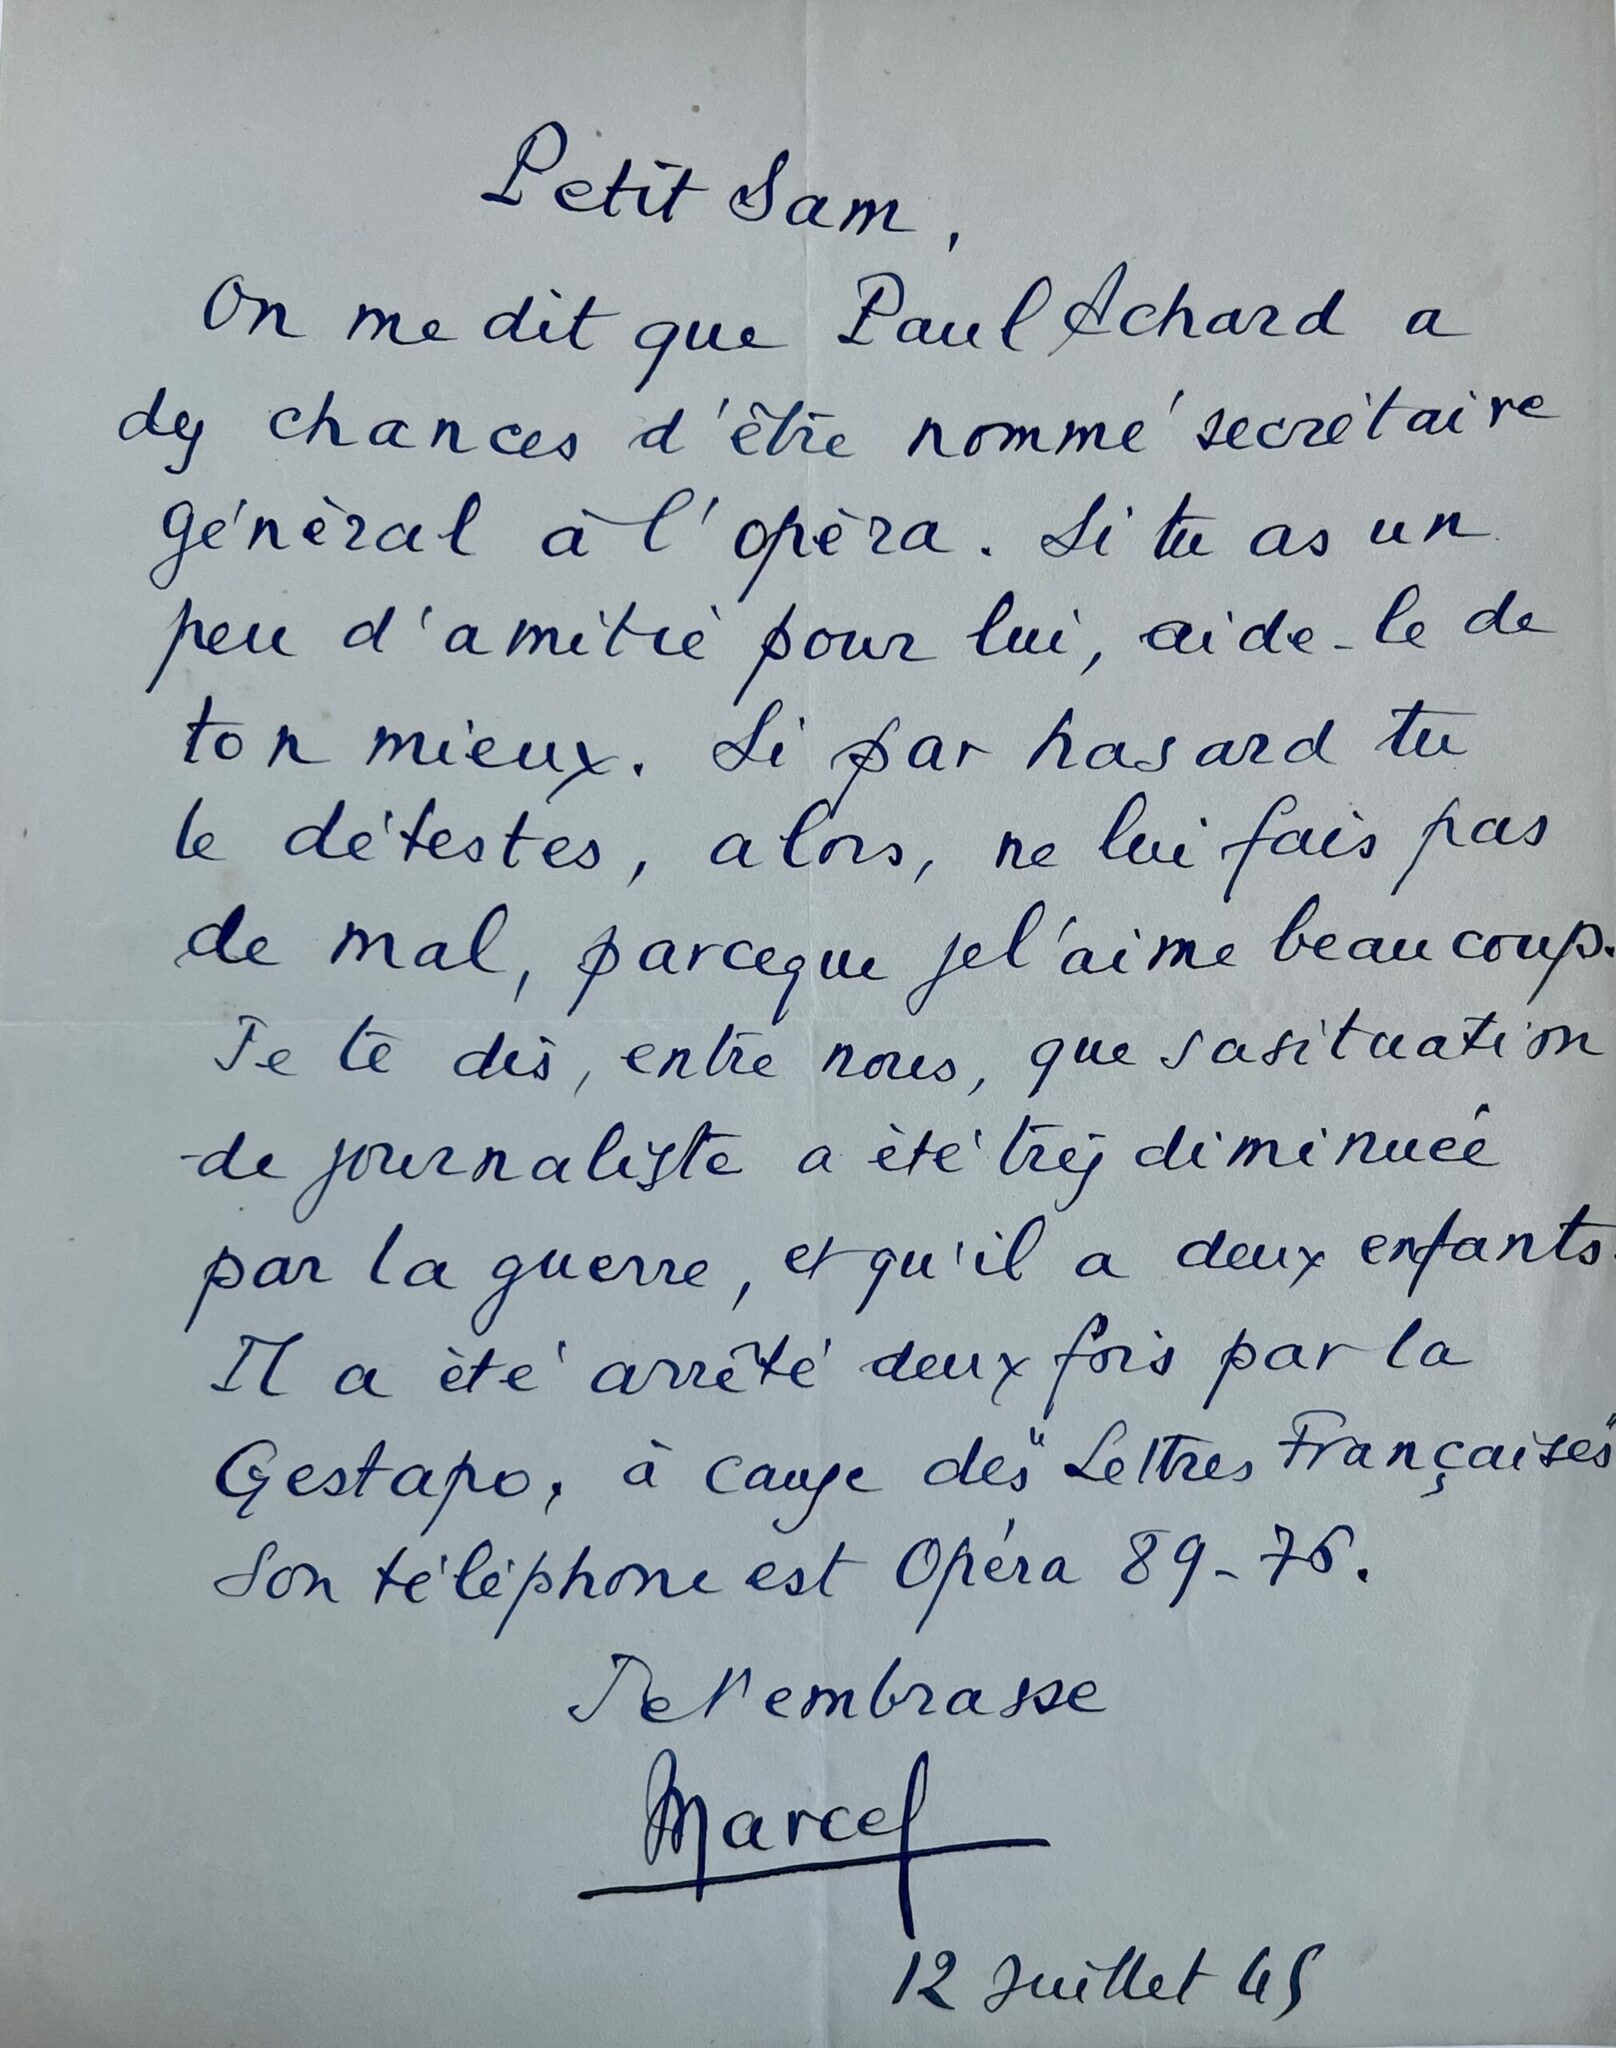 Petit Sam,
On me dit que Paul Achard a
des chances d'être nommé secrétaire
général à l'opéra. Si tu as un
peu d'amitié pour lui, aide-le de
ton mieux. Si par hasard tu
le détestes, alors, ne lui fais pas
de mal, parceque je l'aime beaucoup.
Je te dis, entre nous, que sa situation
de journaliste a été très diminuée
par la guerre, et qu'il a deux enfants.
Il a été arrêté deux fois par la
Gestapo, à cause des "Lettres Françaises"
Son téléphone est Opéra 89-76.
Je t'embrasse
Marcel
12 Juillet 45